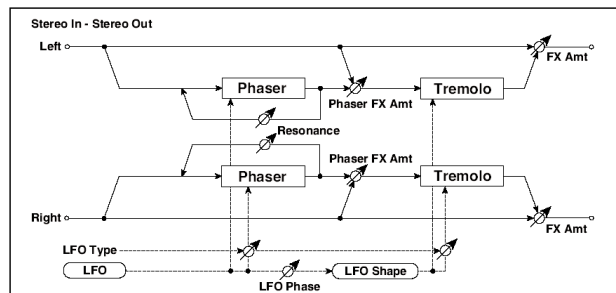 Stereo In - Stereo Out
Left
FX Amt
Phaser
Phaser FX Amt
Tremolo
Resonance
Phaser FX Amt
Phaser
Tremolo
Right
FX Amt
LFO Type
LFO
LFO Phase
LFO Shape